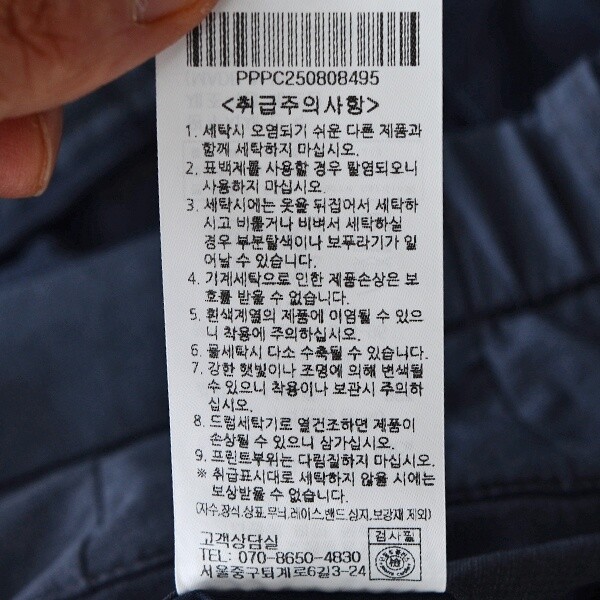 PPPC250808495
<취급주의사항>
1. 세탁시 오염되기 쉬운 다른 제품과
함께 세탁하지 마십시오.
2. 표백제를 사용할 경우 탈염되오니
사용하지 마십시오.
3. 세탁시에는 옷을 뒤집어서 세탁하
시고 비틀거나 비벼서 세탁하실
경우 부분탈색이나 보푸라기가 일
어날 수 있습니다.
4. 기계세탁으로 인한 제품손상은 보
호를 받을 수 없습니다.
5. 흰색계열의 제품에 이염될 수 있으
니 착용에 주의하십시오.
6. 물세탁시 다소 수축될 수 있습니다.
7. 강한 햇빛이나 조명에 의해 변색될
수 있으니 착용이나 보관시 주의하
십시오.
8. 드럼세탁기로 열건조하면 제품이
손상될 수 있으니 삼가십시오.
9. 프린트부위는 다림질하지 마십시오.
※ 취급표시대로 세탁하지 않을 시에는
보상받을 수 없습니다.
(자수,장식,상표,무늬,레이스,밴드,심지,보강재 제외)
고객상담실
검사필
TEL: 070-8650-4830
서울중구퇴계로6길3-24